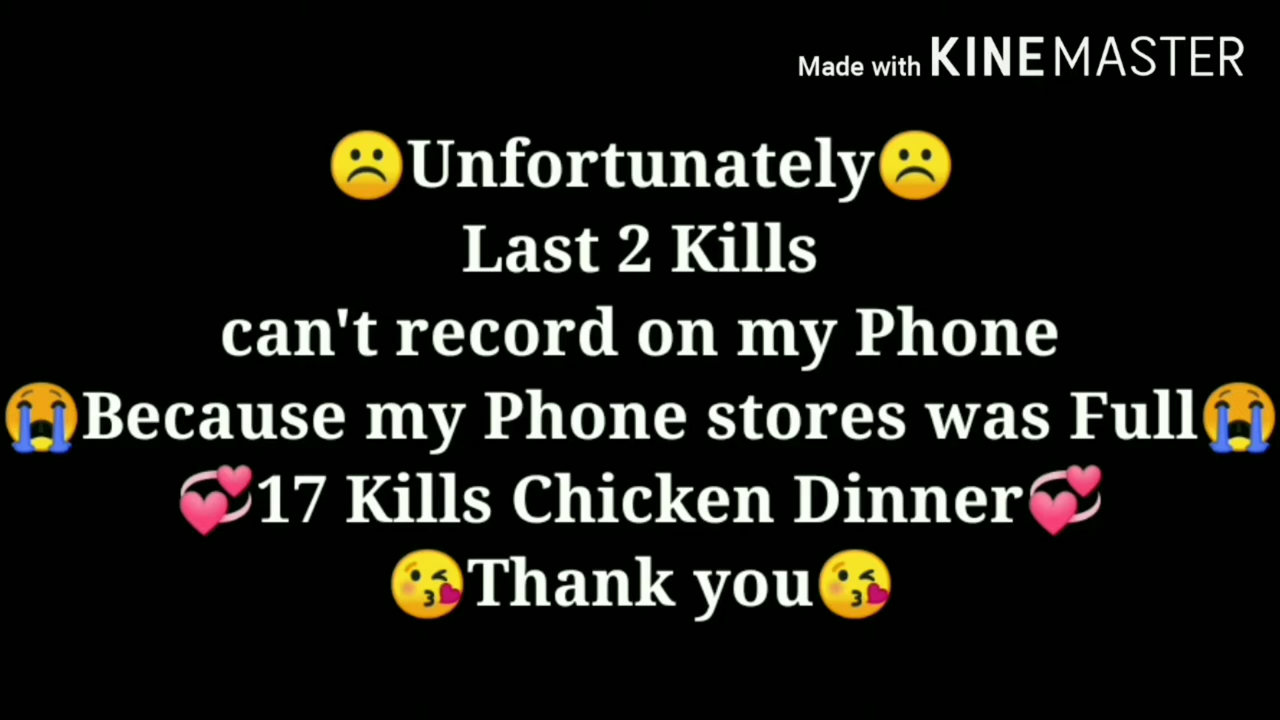 Made with KINEMASTER
☹️Unfortunately☹️
Last 2 Kills
can't record on my Phone
😭Because my Phone stores was Full😭
💞17 Kills Chicken Dinner💞
😘Thank you😘